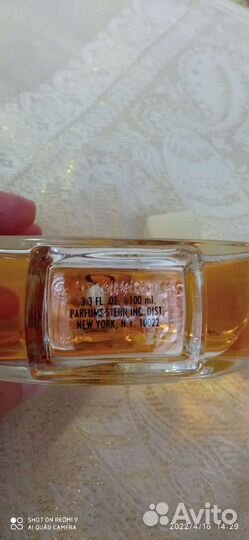 3.3 FL. OZ. - 100 ml.
PARFUMS STERN INC. DIST.
NEW YORK, N.Y. 10022
SHOT ON REDMI 9
AI QUAD CAMERA
Avito
2022/4/16 14:29